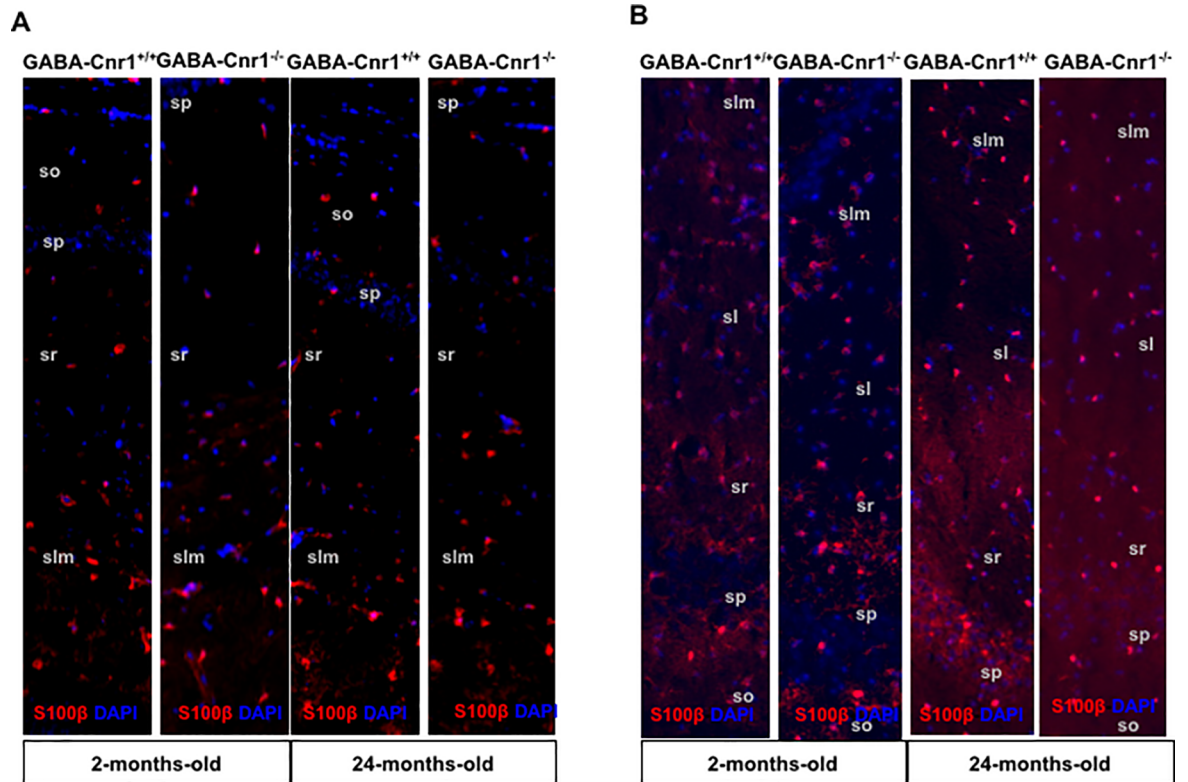 A
GABA-Cnr1+/+ GABA-Cnr1-/- GABA-Cnr1+/+ GABA-Cnr1-/-
sp
sp
so
so
sp
sp
sr
sr
sr
sr
slm
slm
slm
slm
S100β DAPI
S100β DAPI
S100β DAPI
S100β DAPI
2-months-old
24-months-old
B
GABA-Cnr1+/+ GABA-Cnr1-/- GABA-Cnr1+/+ GABA-Cnr1-/-
slm
slm
slm
slm
sl
sl
sl
sl
sr
sr
sr
sr
sp
sp
sp
sp
so
so
so
S100β DAPI
S100β DAPI
S100β DAPI
S100β DAPI
2-months-old
24-months-old